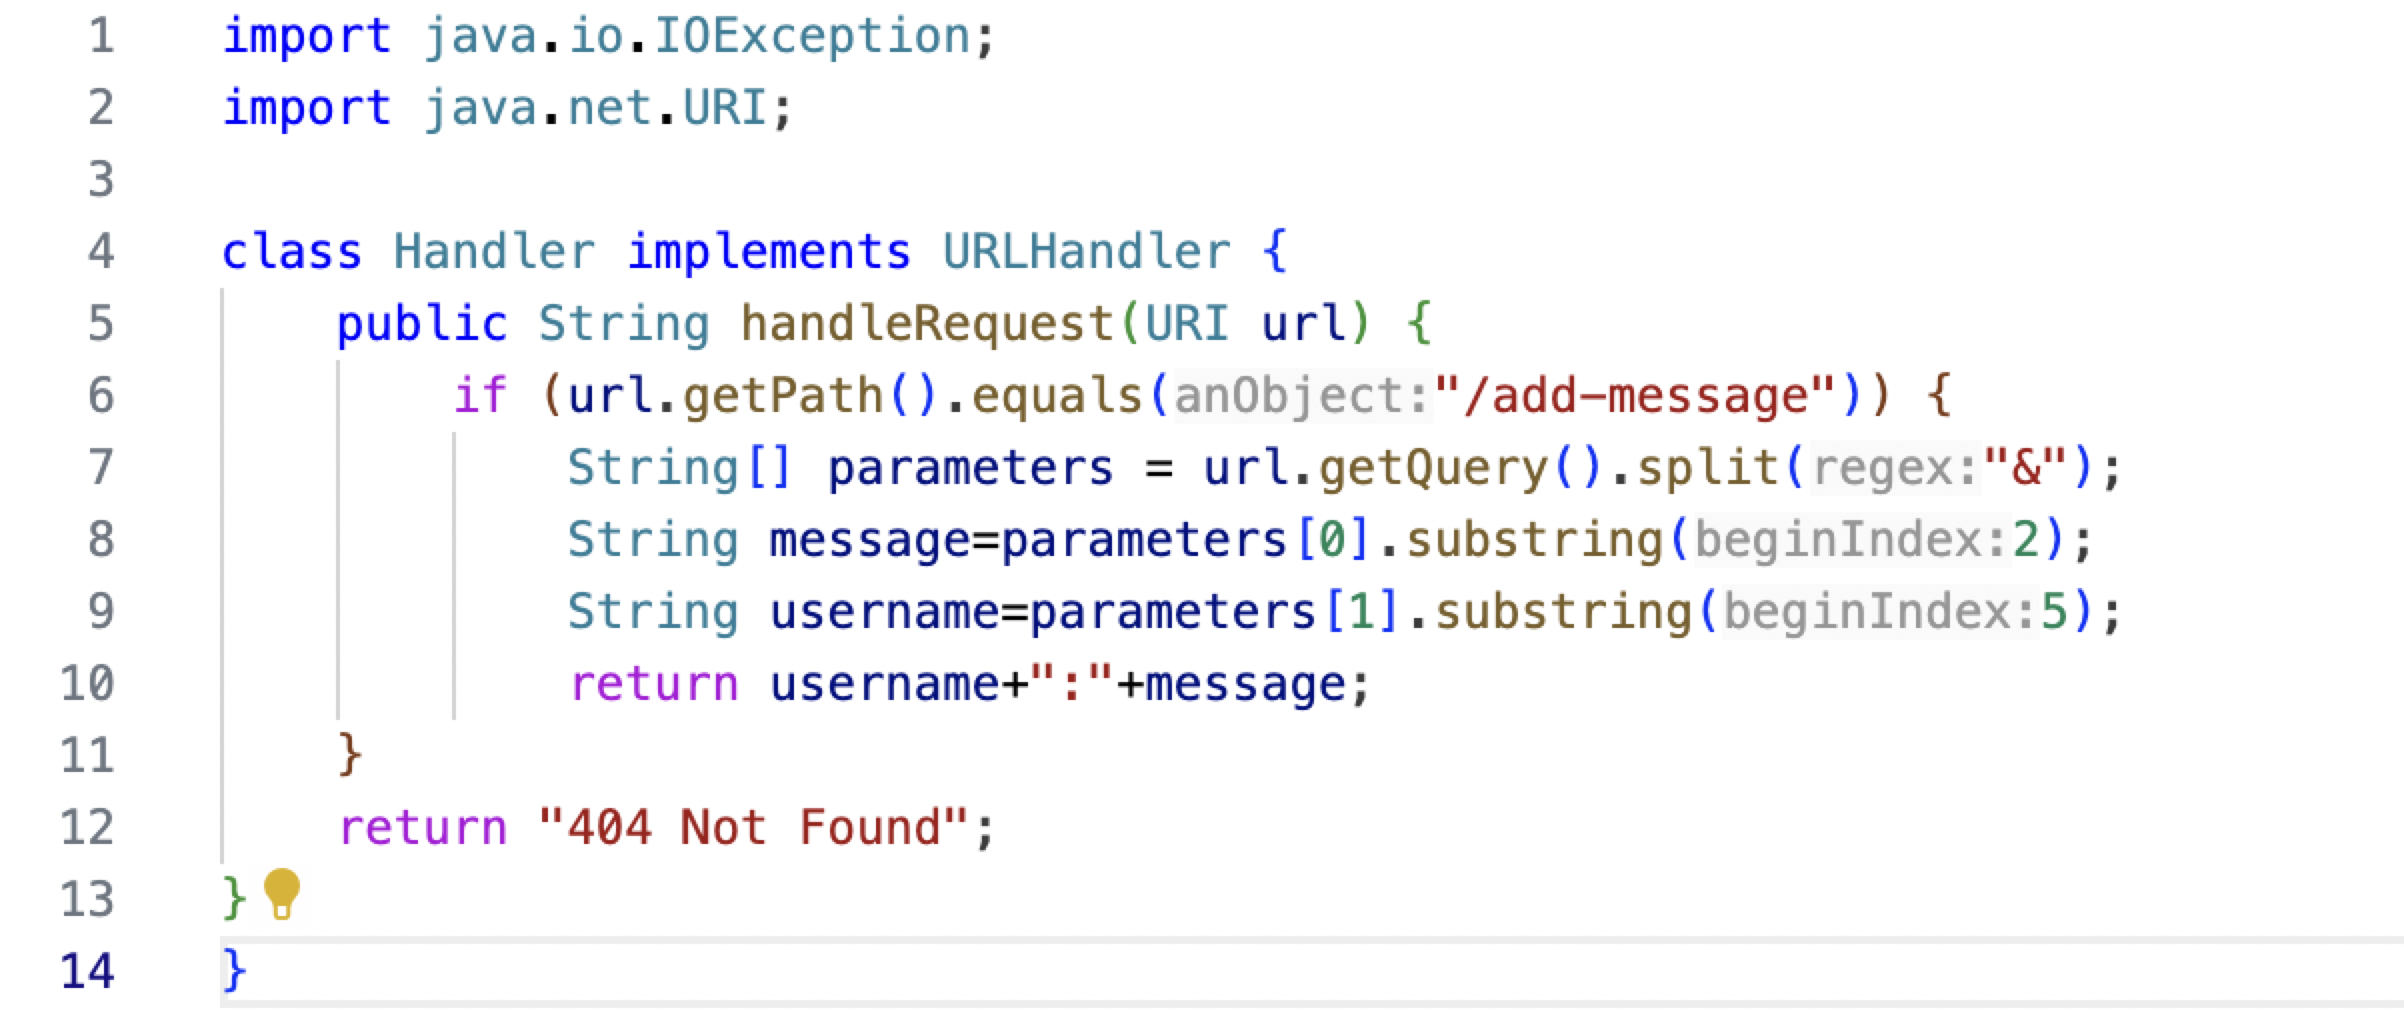 1 import java.io.IOException;
2 import java.net.URI;
3
4 class Handler implements URLHandler {
5 public String handleRequest(URI url) {
6 if (url.getPath().equals(anObject:"/add-message")) {
7 String[] parameters = url.getQuery().split(regex:"&");
8 String message=parameters[0].substring(beginIndex:2);
9 String username=parameters[1].substring(beginIndex:5);
10 return username+":"+message;
11 }
12 return "404 Not Found";
13 }
14 }